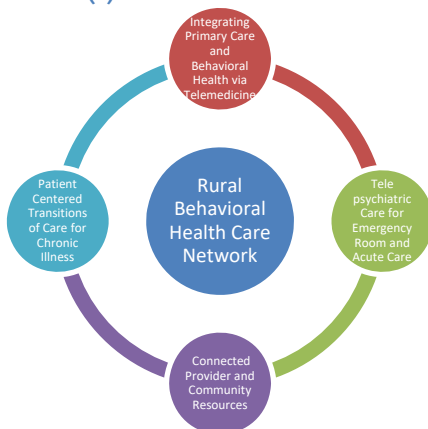 Integrating
Primary Care
and
Behavioral
Health via
Telemedicine
Patient
Centered
Transitions
of Care for
Chronic
Illness
Rural
Behavioral
Health Care
Network
Tele
psychiatric
Care for
Emergency
Room and
Acute Care
Connected
Provider and
Community
Resources